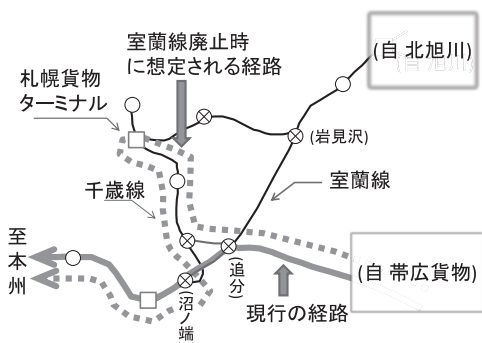 室蘭線廃止時
に想定される経路
(自 北旭川)
札幌貨物
ターミナル
(岩見沢)
室蘭線
千歳線
至
本
州
(追分)
(沼ノ端)
(自 帯広貨物)
現行の経路